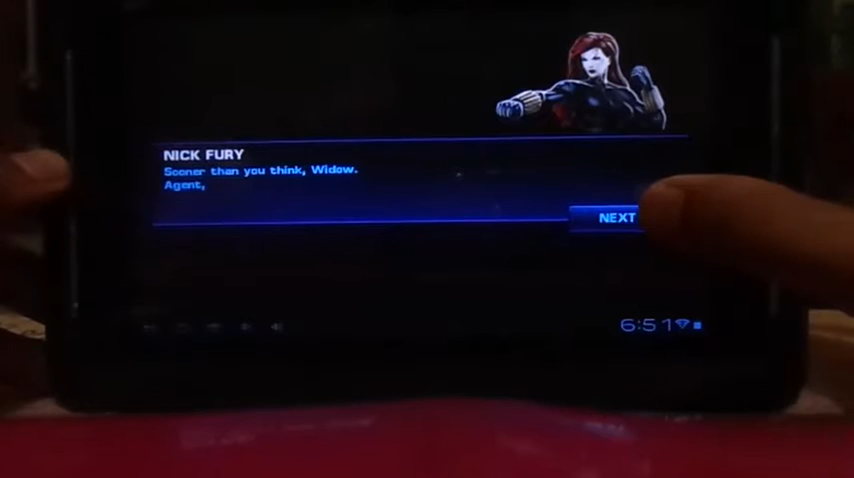 NICK FURY
Sooner than you think, Widow.
Agent,
NEXT
6:51